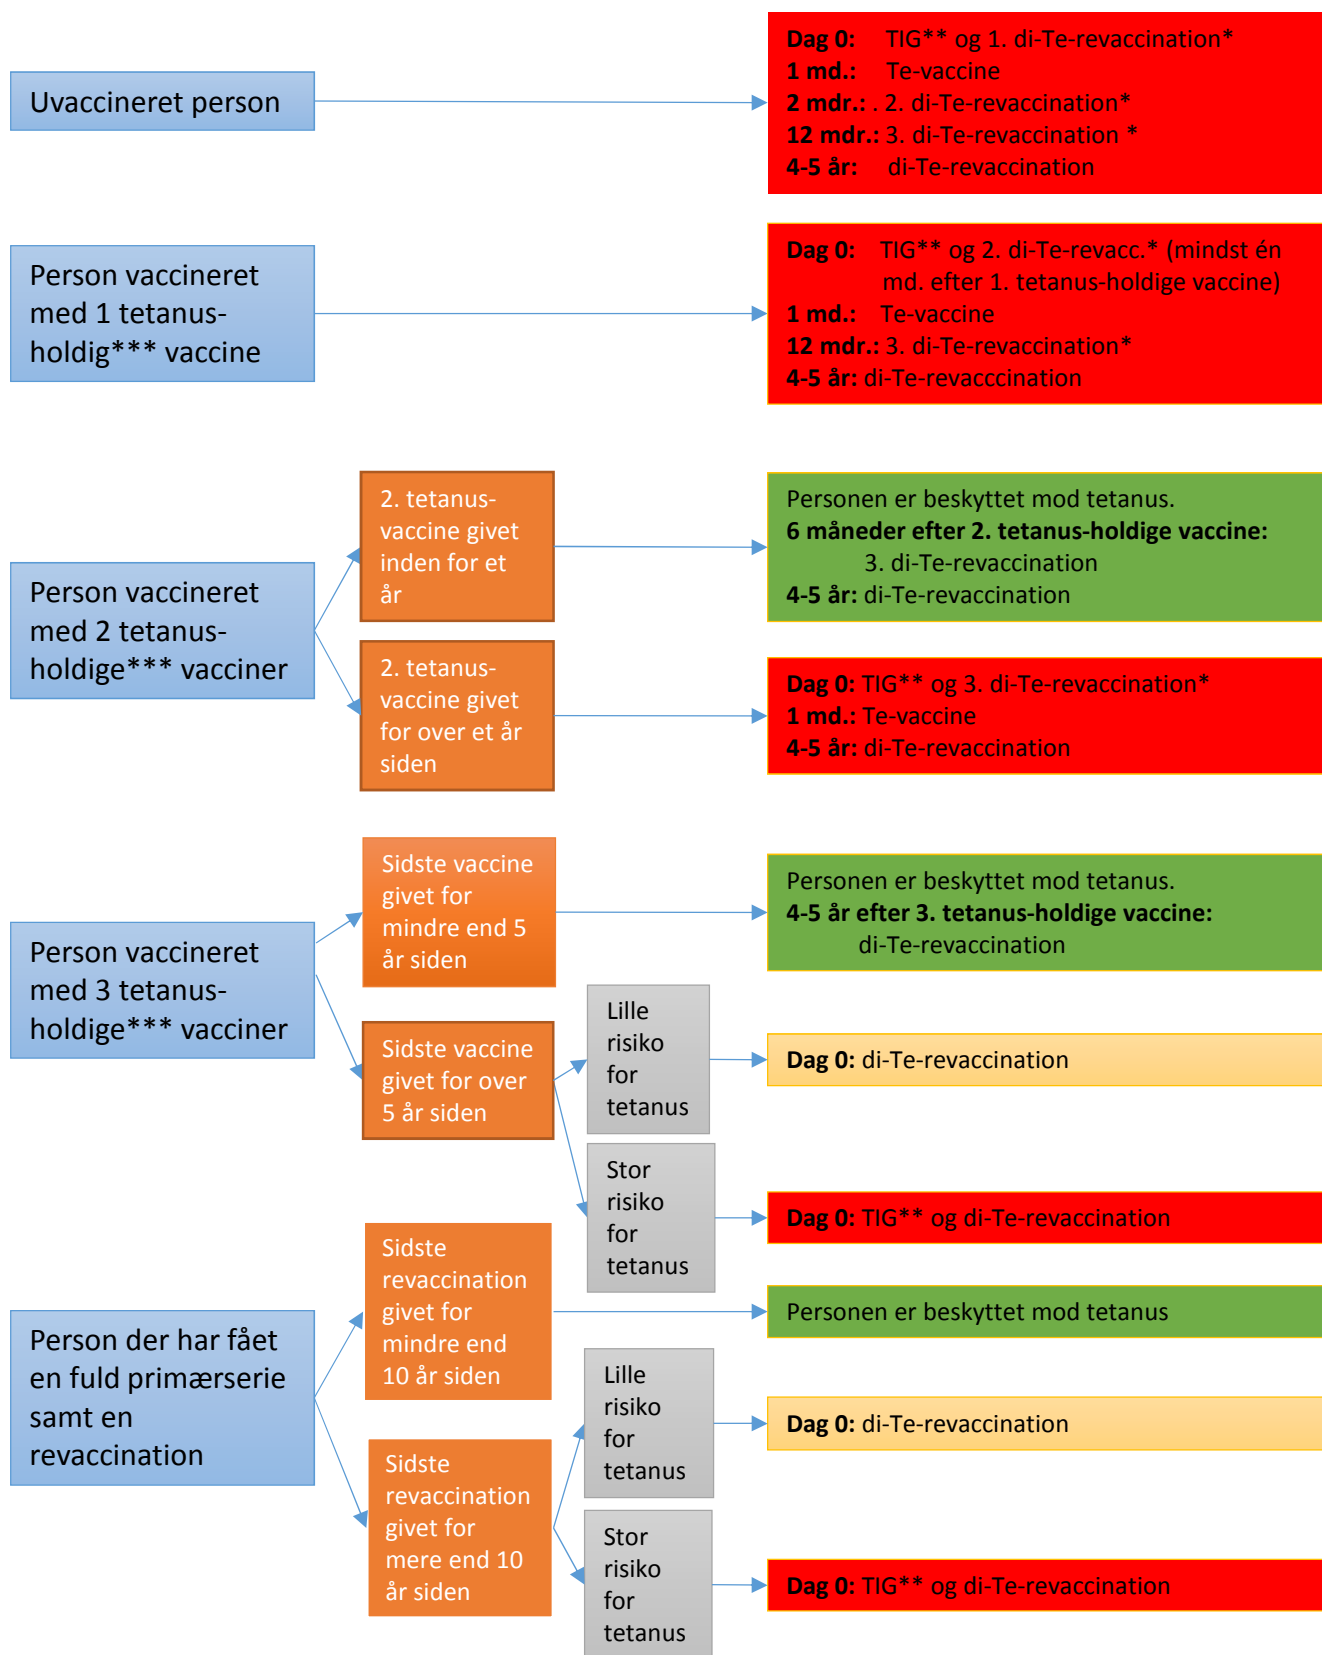 Uvaccineret person
Dag 0: TIG** og 1. di-Te-revaccination*
1 md.: Te-vaccine
2 mdr.: . 2. di-Te-revaccination*
12 mdr.: 3. di-Te-revaccination *
4-5 år: di-Te-revaccination
Person vaccineret
med 1 tetanus-
holdig*** vaccine
Dag 0: TIG** og 2. di-Te-revacc.* (mindst én
md. efter 1. tetanus-holdige vaccine)
1 md.: Te-vaccine
12 mdr.: 3. di-Te-revaccination*
4-5 år: di-Te-revacccination
Person vaccineret
med 2 tetanus-
holdige*** vacciner
2. tetanus-
vaccine givet
inden for et
år
Personen er beskyttet mod tetanus.
6 måneder efter 2. tetanus-holdige vaccine:
3. di-Te-revaccination
4-5 år: di-Te-revaccination
2. tetanus-
vaccine givet
for over et år
siden
Dag 0: TIG** og 3. di-Te-revaccination*
1 md.: Te-vaccine
4-5 år: di-Te-revaccination
Person vaccineret
med 3 tetanus-
holdige*** vacciner
Sidste vaccine
givet for
mindre end 5
år siden
Personen er beskyttet mod tetanus.
4-5 år efter 3. tetanus-holdige vaccine:
di-Te-revaccination
Sidste vaccine
givet for over
5 år siden
Lille
risiko
for
tetanus
Dag 0: di-Te-revaccination
Stor
risiko
for
tetanus
Dag 0: TIG** og di-Te-revaccination
Person der har fået
en fuld primærserie
samt en
revaccination
Sidste
revaccination
givet for
mindre end
10 år siden
Personen er beskyttet mod tetanus
Sidste
revaccination
givet for
mere end 10
år siden
Lille
risiko
for
tetanus
Dag 0: di-Te-revaccination
Stor
risiko
for
tetanus
Dag 0: TIG** og di-Te-revaccination